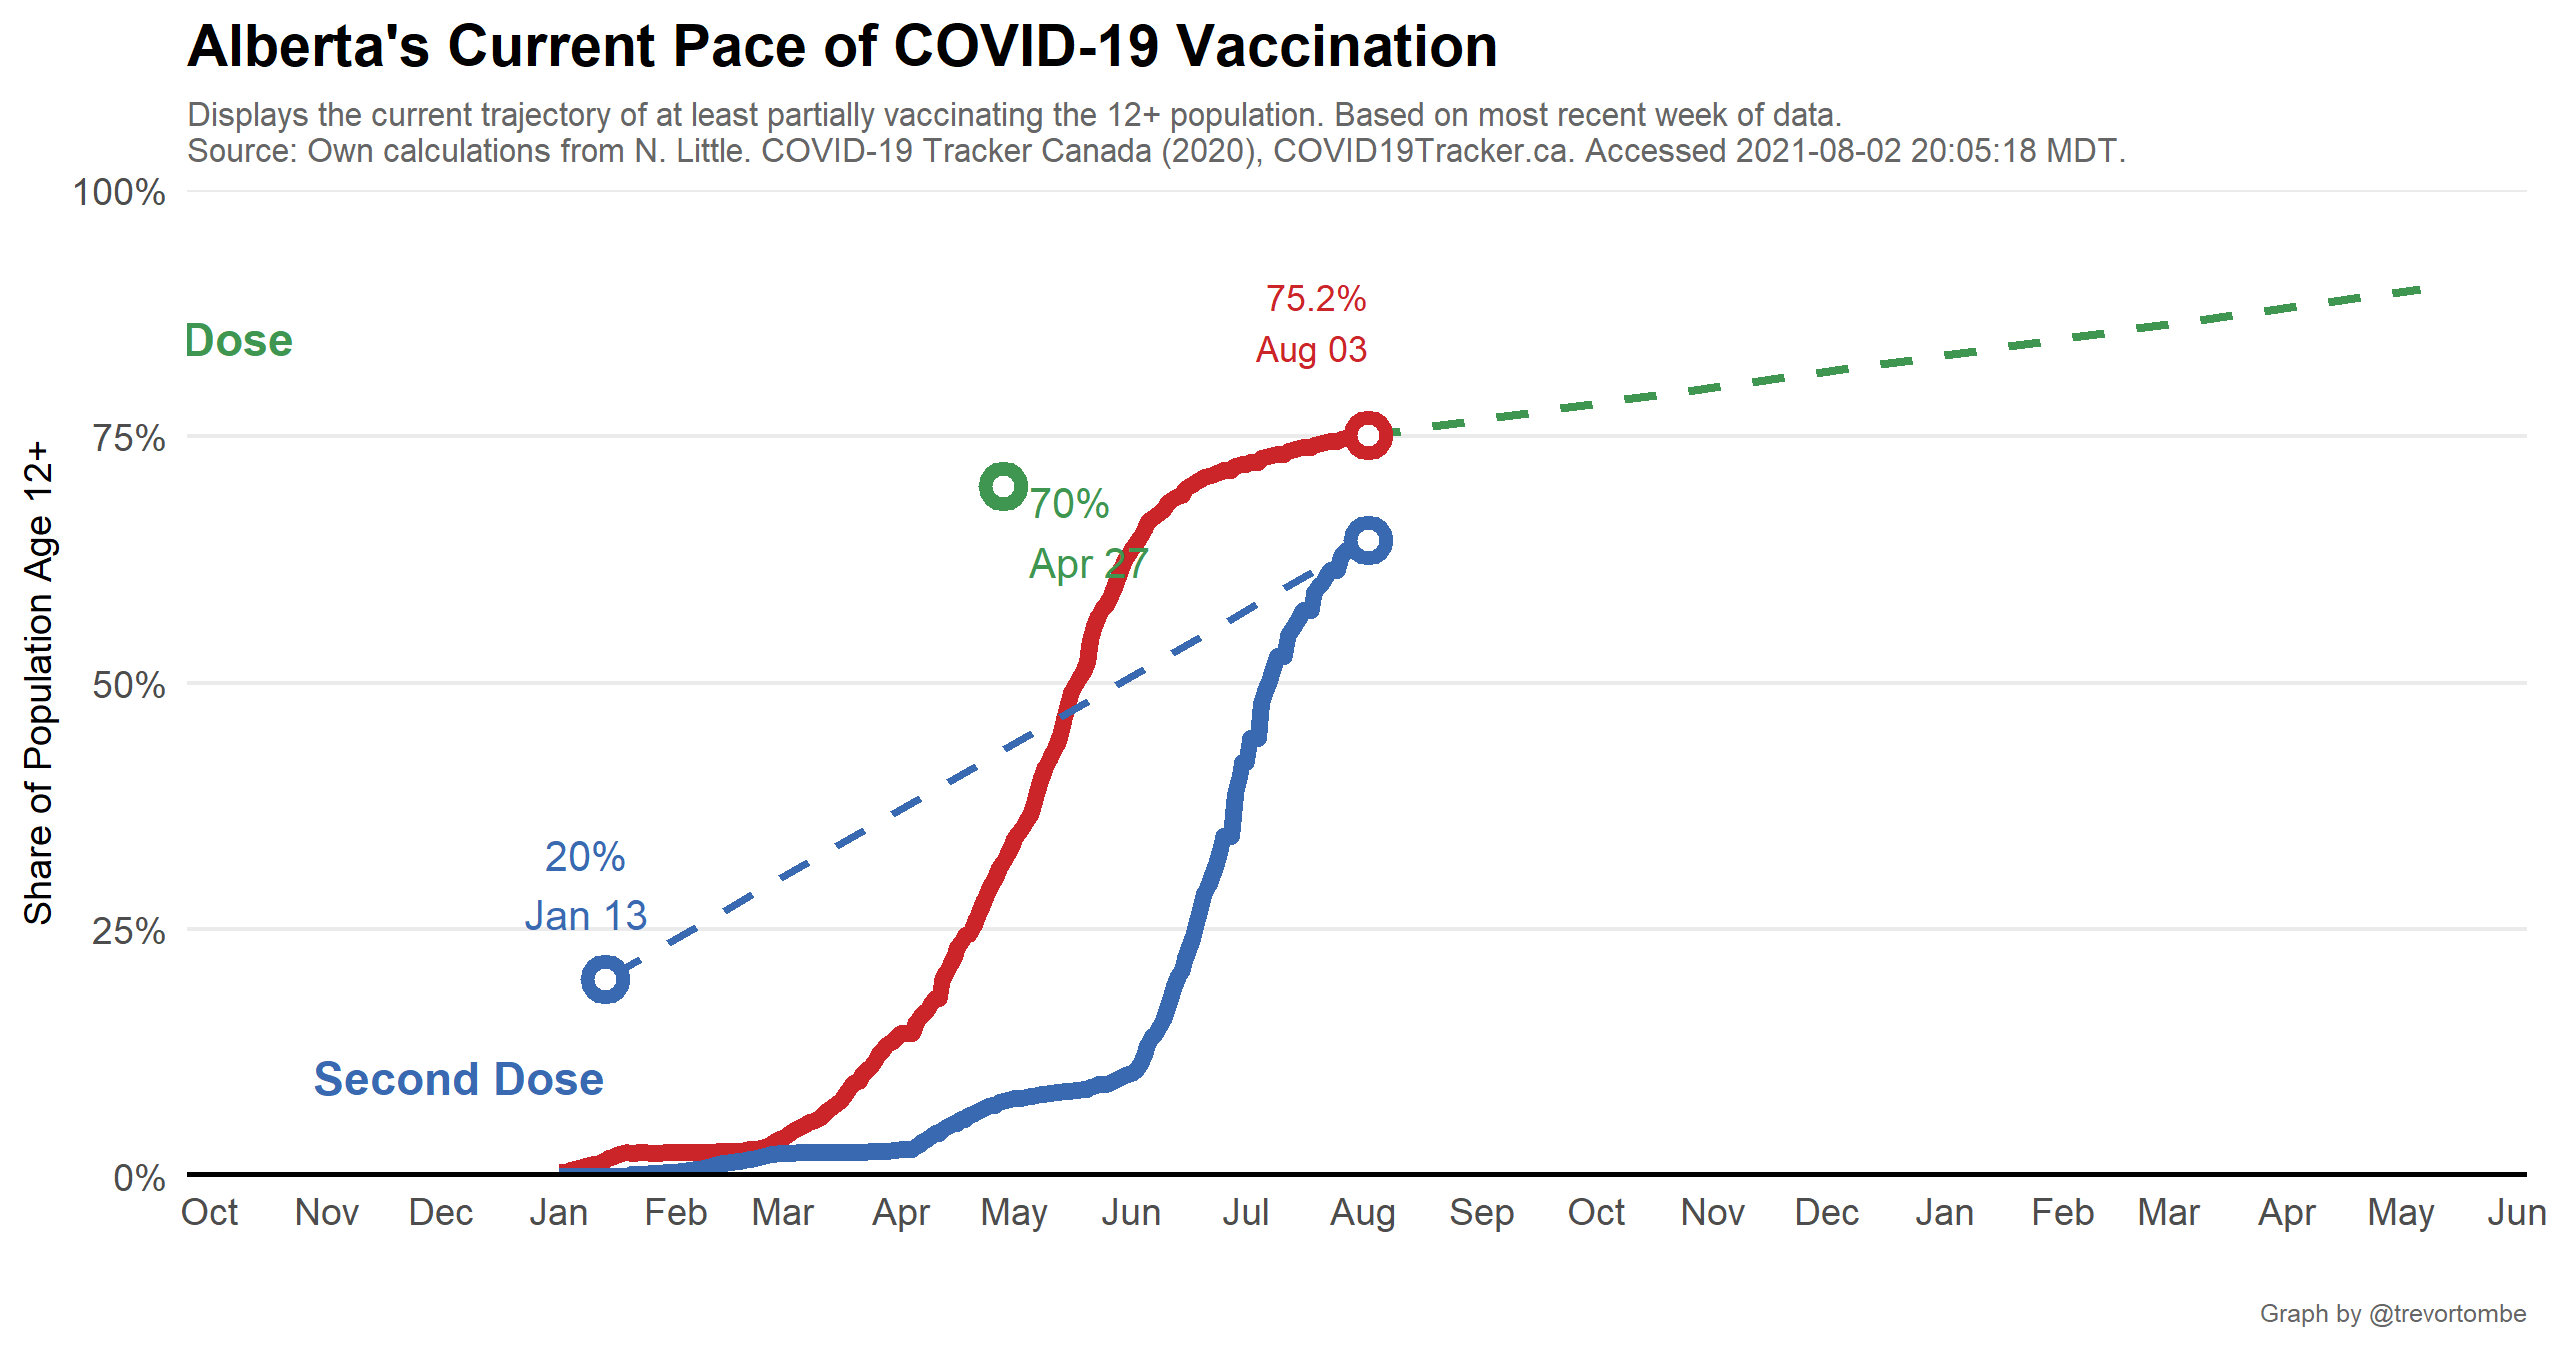 Alberta's Current Pace of COVID-19 Vaccination
Displays the current trajectory of at least partially vaccinating the 12+ population. Based on most recent week of data.
Source: Own calculations from N. Little. COVID-19 Tracker Canada (2020), COVID19Tracker.ca. Accessed 2021-08-02 20:05:18 MDT.
Share of Population Age 12+
100%
75%
50%
25%
0%
Dose
75.2%
Aug 03
70%
Apr 27
20%
Jan 13
Second Dose
Oct Nov Dec Jan Feb Mar Apr May Jun Jul Aug Sep Oct Nov Dec Jan Feb Mar Apr May Jun
Graph by @trevortombe